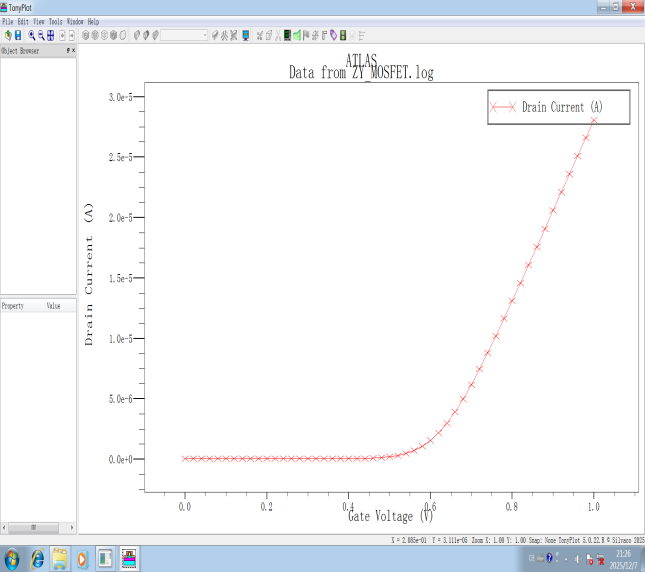 TonyPlot
File Edit View Tools Window Help
Object Browser
ATLAS
Data from ZY_MOSFET.log
Drain Current (A)
3.0e-5
2.5e-5
2.0e-5
1.5e-5
1.0e-5
5.0e-6
0.0e+0
Drain Current (A)
Property Value
0.0 0.2 0.4 0.6 0.8 1.0
Gate Voltage (V)
X = 2.885e-01 Y = 3.111e-05 Zoom X: 1.00 Y: 1.00 Snap: None TonyPlot 5.0.22.R © Silvaco 2025
21:26
2025/12/7